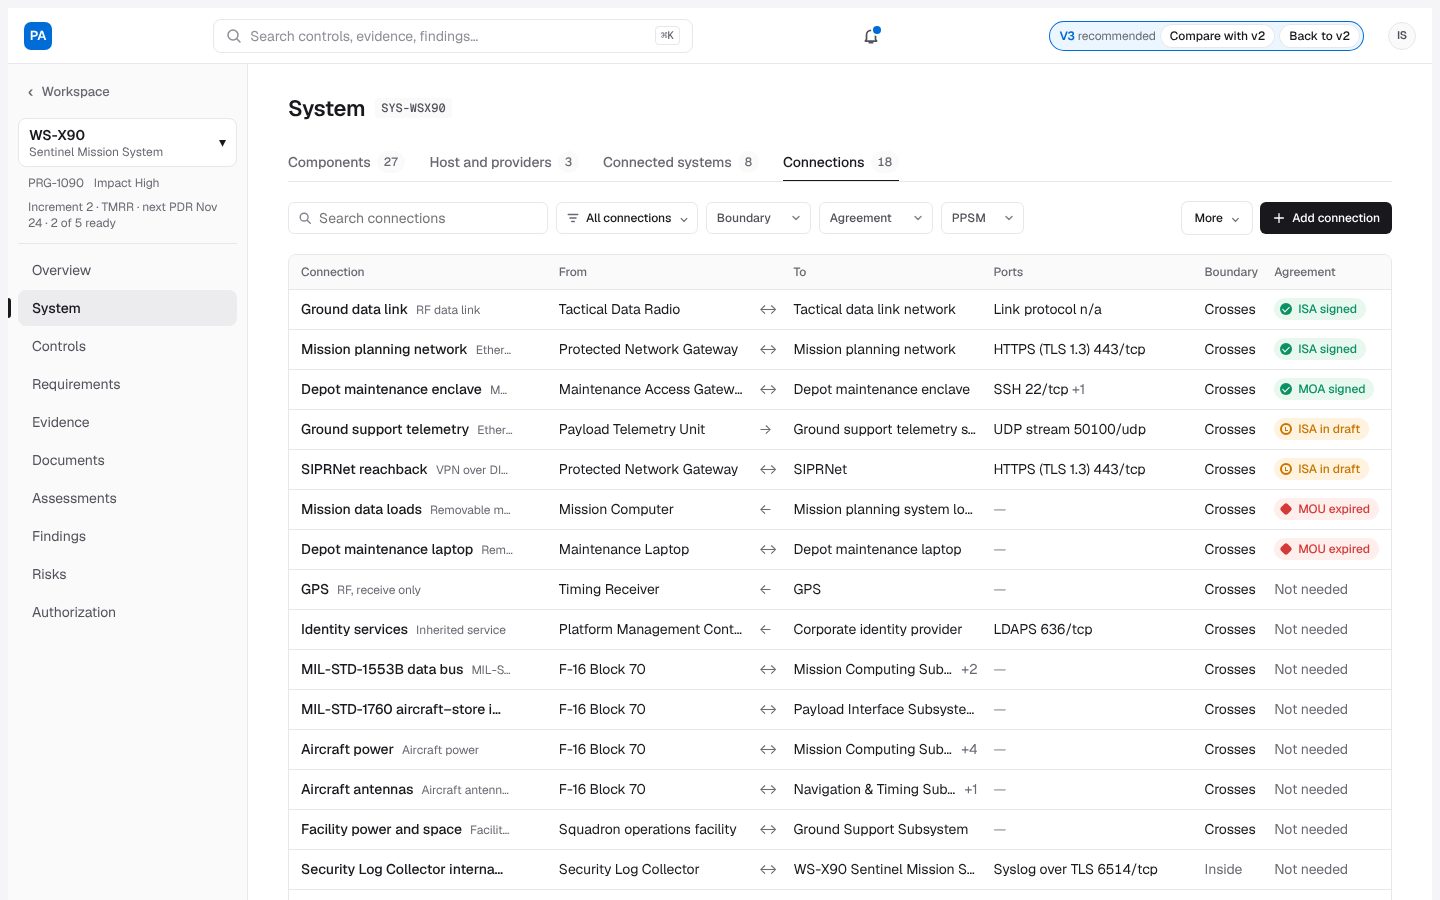 PA
Search controls, evidence, findings...
⌘K
V3 recommended
Compare with v2
Back to v2
IS
Workspace
WS-X90
Sentinel Mission System
PRG-1090 Impact High
Increment 2 · TMRR · next PDR Nov
24 · 2 of 5 ready
Overview
System
Controls
Requirements
Evidence
Documents
Assessments
Findings
Risks
Authorization
System SYS-WSX90
Components 27
Host and providers 3
Connected systems 8
Connections 18
Search connections
All connections
Boundary
Agreement
PPSM
More
Add connection
Connection From To Ports Boundary Agreement
Ground data link RF data link Tactical Data Radio ↔ Tactical data link network Link protocol n/a Crosses ISA signed
Mission planning network Ether... Protected Network Gateway ↔ Mission planning network HTTPS (TLS 1.3) 443/tcp Crosses ISA signed
Depot maintenance enclave M... Maintenance Access Gatew... ↔ Depot maintenance enclave SSH 22/tcp +1 Crosses MOA signed
Ground support telemetry Ether... Payload Telemetry Unit → Ground support telemetry s... UDP stream 50100/udp Crosses ISA in draft
SIPRNet reachback VPN over DI... Protected Network Gateway ↔ SIPRNet HTTPS (TLS 1.3) 443/tcp Crosses ISA in draft
Mission data loads Removable m... Mission Computer ← Mission planning system lo... — Crosses MOU expired
Depot maintenance laptop Rem... Maintenance Laptop ↔ Depot maintenance laptop — Crosses MOU expired
GPS RF, receive only Timing Receiver ← GPS — Crosses Not needed
Identity services Inherited service Platform Management Cont... ← Corporate identity provider LDAPS 636/tcp Crosses Not needed
MIL-STD-1553B data bus MIL-S... F-16 Block 70 ↔ Mission Computing Sub... +2 — Crosses Not needed
MIL-STD-1760 aircraft–store i... F-16 Block 70 ↔ Payload Interface Subsyste... — Crosses Not needed
Aircraft power Aircraft power F-16 Block 70 ↔ Mission Computing Sub... +4 — Crosses Not needed
Aircraft antennas Aircraft antenn... F-16 Block 70 ↔ Navigation & Timing Sub... +1 — Crosses Not needed
Facility power and space Facilit... Squadron operations facility ↔ Ground Support Subsystem — Crosses Not needed
Security Log Collector interna... Security Log Collector ↔ WS-X90 Sentinel Mission S... Syslog over TLS 6514/tcp Inside Not needed